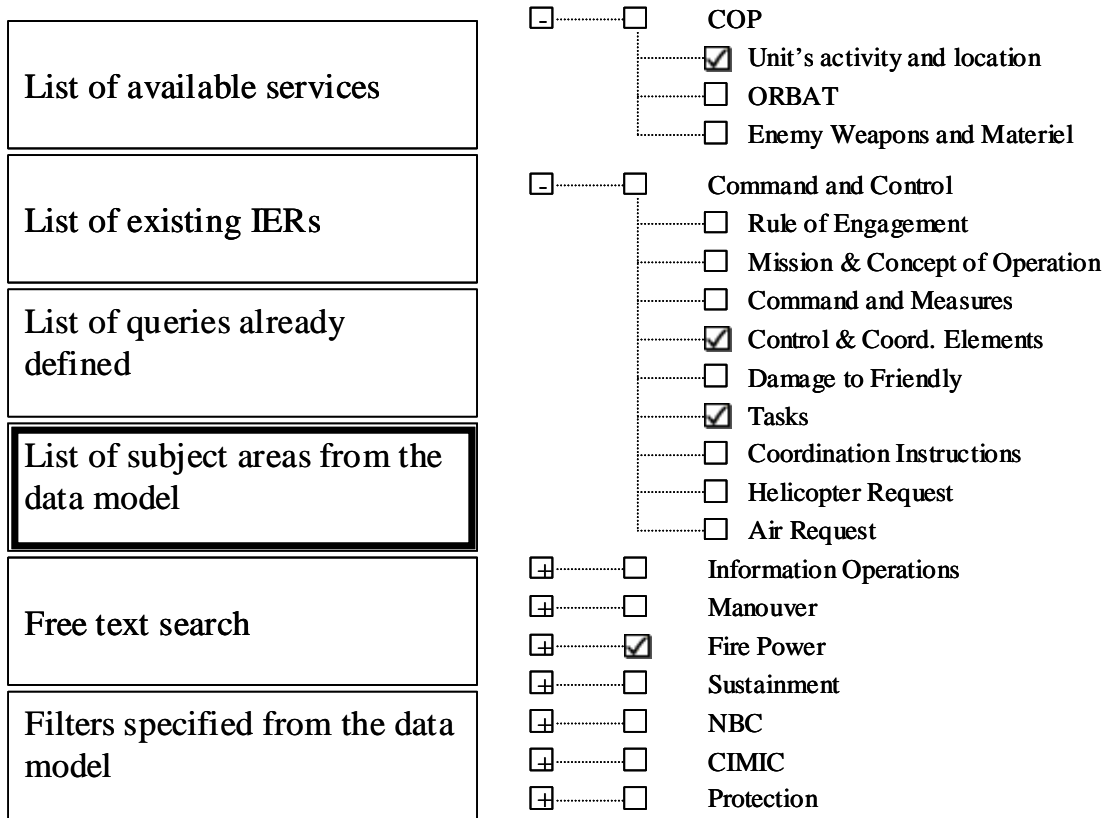 List of available services
List of existing IERs
List of queries already
defined
List of subject areas from the
data model
Free text search
Filters specified from the data
model
COP
Unit's activity and location
ORBAT
Enemy Weapons and Materiel
Command and Control
Rule of Engagement
Mission & Concept of Operation
Command and Measures
Control & Coord. Elements
Damage to Friendly
Tasks
Coordination Instructions
Helicopter Request
Air Request
Information Operations
Manouver
Fire Power
Sustainment
NBC
CIMIC
Protection